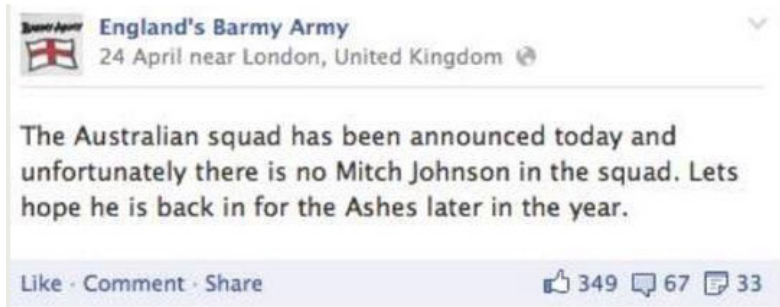 BARMY ARMY
England's Barmy Army
24 April near London, United Kingdom
The Australian squad has been announced today and
unfortunately there is no Mitch Johnson in the squad. Lets
hope he is back in for the Ashes later in the year.
Like · Comment · Share
349 67 33